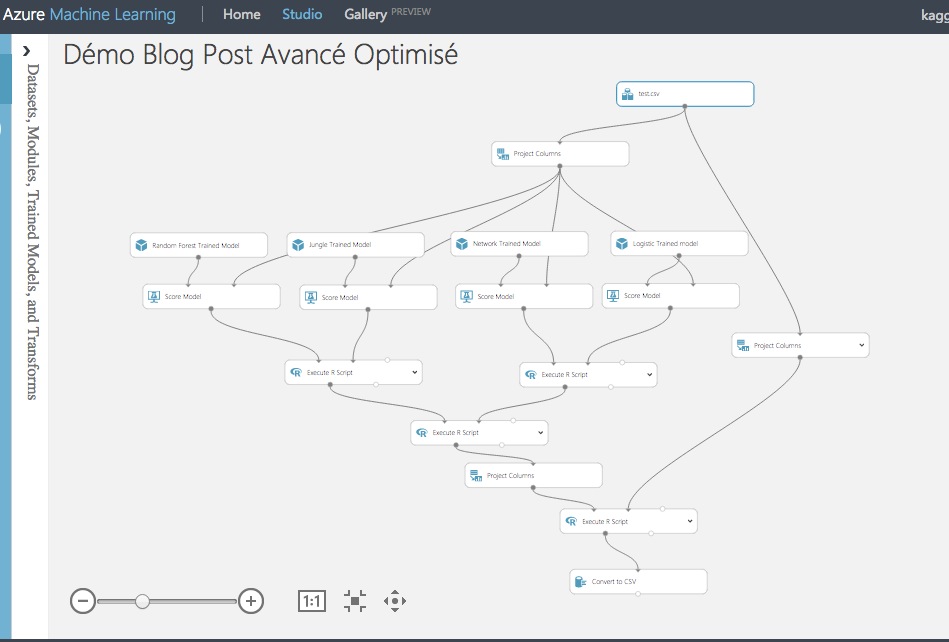 Azure Machine Learning
Home
Studio
Gallery PREVIEW
Datasets, Modules, Trained Models, and Transforms
Démo Blog Post Avancé Optimisé
test.csv
Project Columns
Random Forest Trained Model
Jungle Trained Model
Network Trained Model
Logistic Trained model
Score Model
Score Model
Score Model
Score Model
Project Columns
Execute R Script
Execute R Script
Execute R Script
Project Columns
Execute R Script
Convert to CSV
1:1